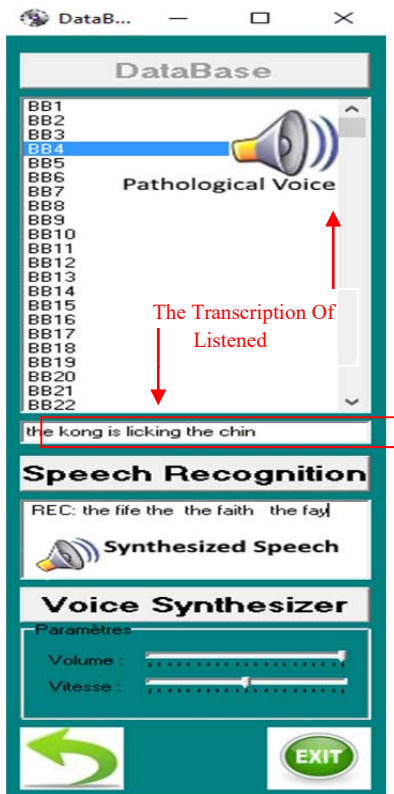 DataB...
DataBase
BB1
BB2
BB3
BB4
BB5
BB6
BB7
BB8
BB9
BB10
BB11
BB12
BB13
BB14
BB15
BB16
BB17
BB18
BB19
BB20
BB21
BB22
Pathological Voice
The Transcription Of
Listened
the kong is licking the chin
Speech Recognition
REC: the fife the the faith the fay
Synthesized Speech
Voice Synthesizer
Paramètres
Volume :
Vitesse :
EXIT